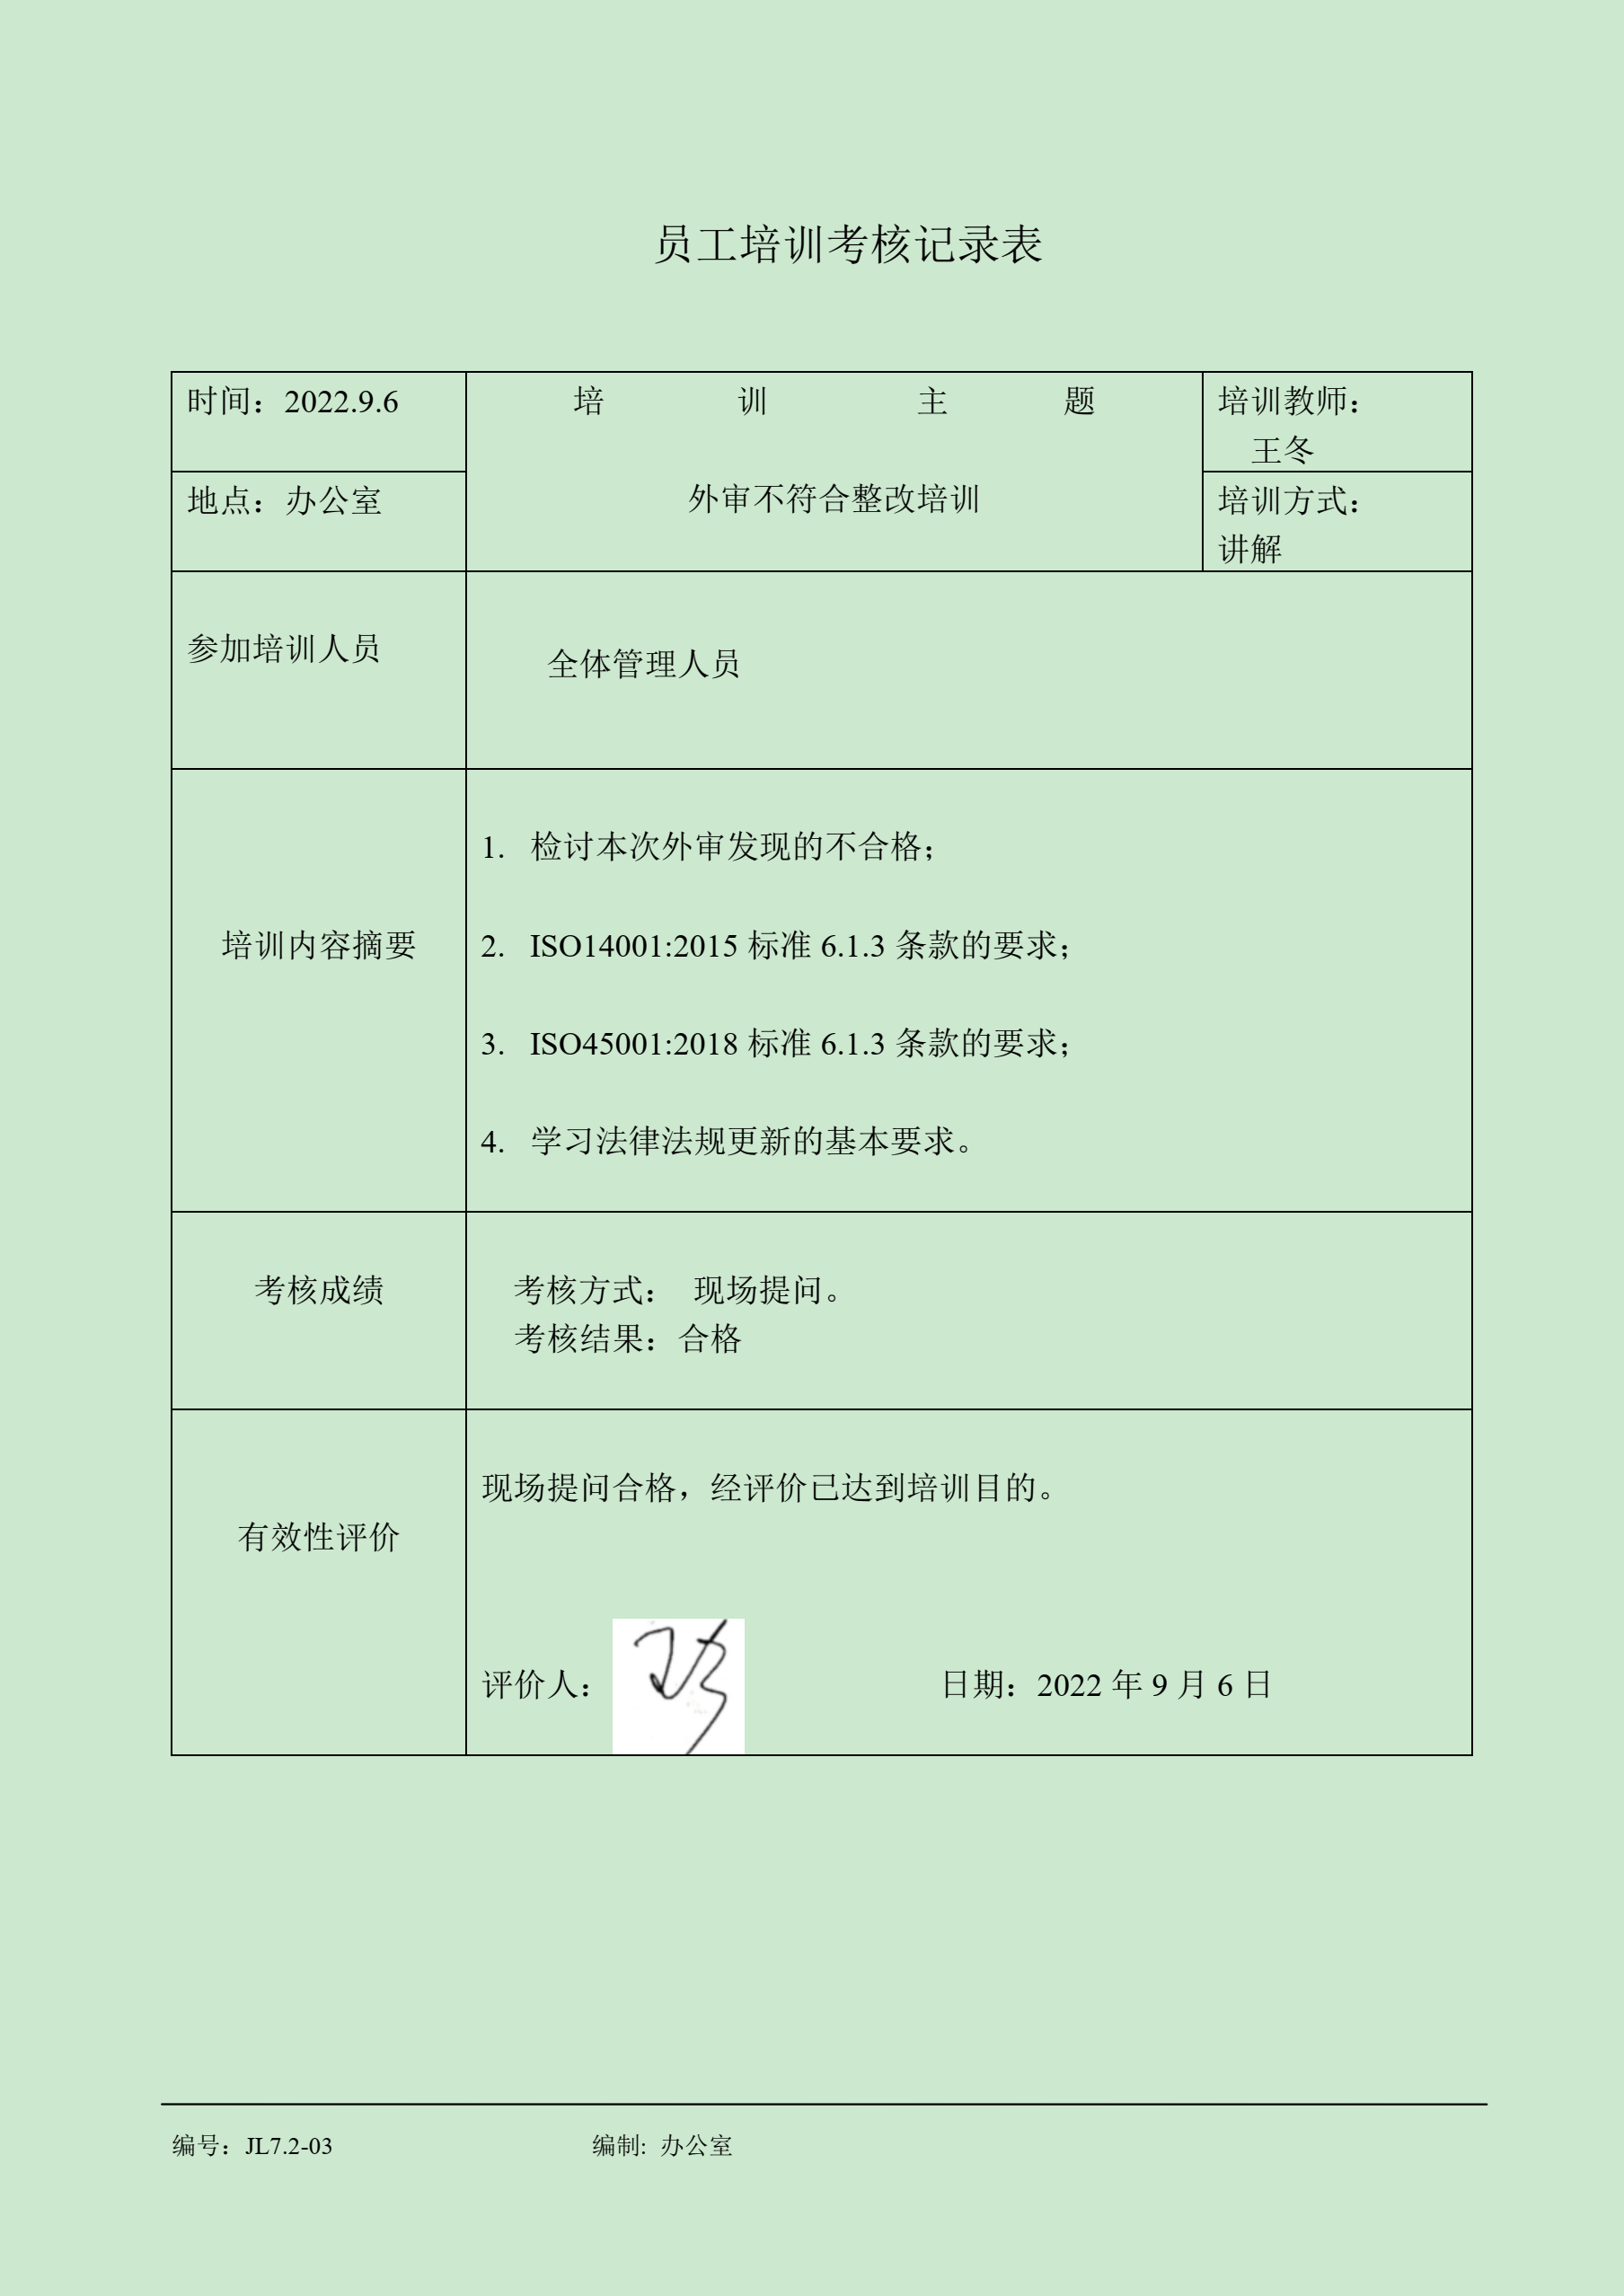 员工培训考核记录表
时间：2022.9.6
培 训 主 题
培训教师：
王冬
地点：办公室
外审不符合整改培训
培训方式：
讲解
参加培训人员
全体管理人员
培训内容摘要
1. 检讨本次外审发现的不合格；
2. ISO14001:2015 标准 6.1.3 条款的要求；
3. ISO45001:2018 标准 6.1.3 条款的要求；
4. 学习法律法规更新的基本要求。
考核成绩
考核方式： 现场提问。
考核结果：合格
有效性评价
现场提问合格，经评价已达到培训目的。
评价人：
日期：2022 年 9 月 6 日
编号：JL7.2-03
编制: 办公室